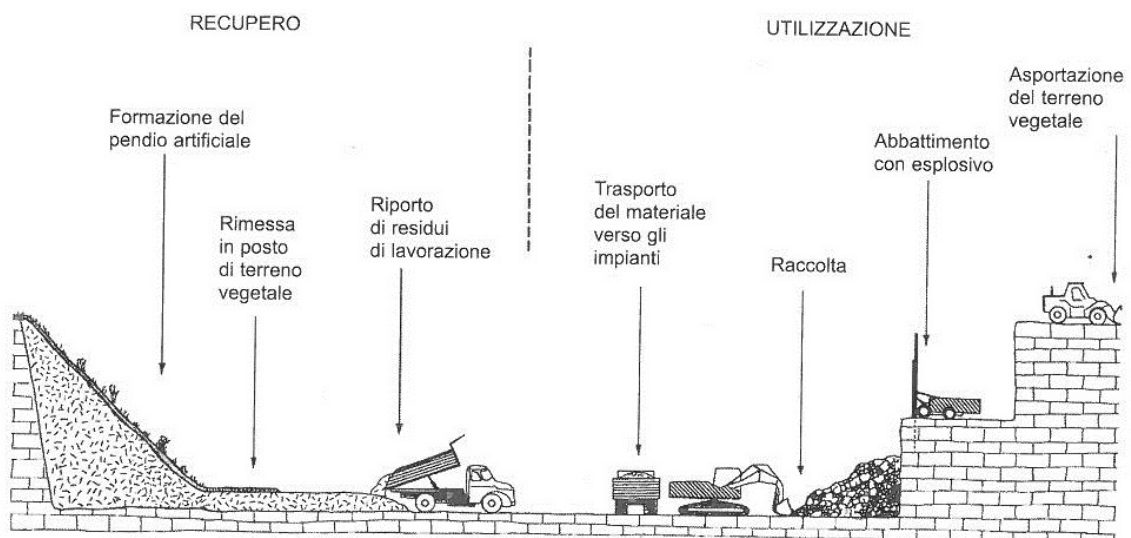 RECUPERO
UTILIZZAZIONE
Formazione del
pendio artificiale
Rimessa
in posto
di terreno
vegetale
Riporto
di residui
di lavorazione
Trasporto
del materiale
verso gli
impianti
Raccolta
Abbattimento
con esplosivo
Asportazione
del terreno
vegetale